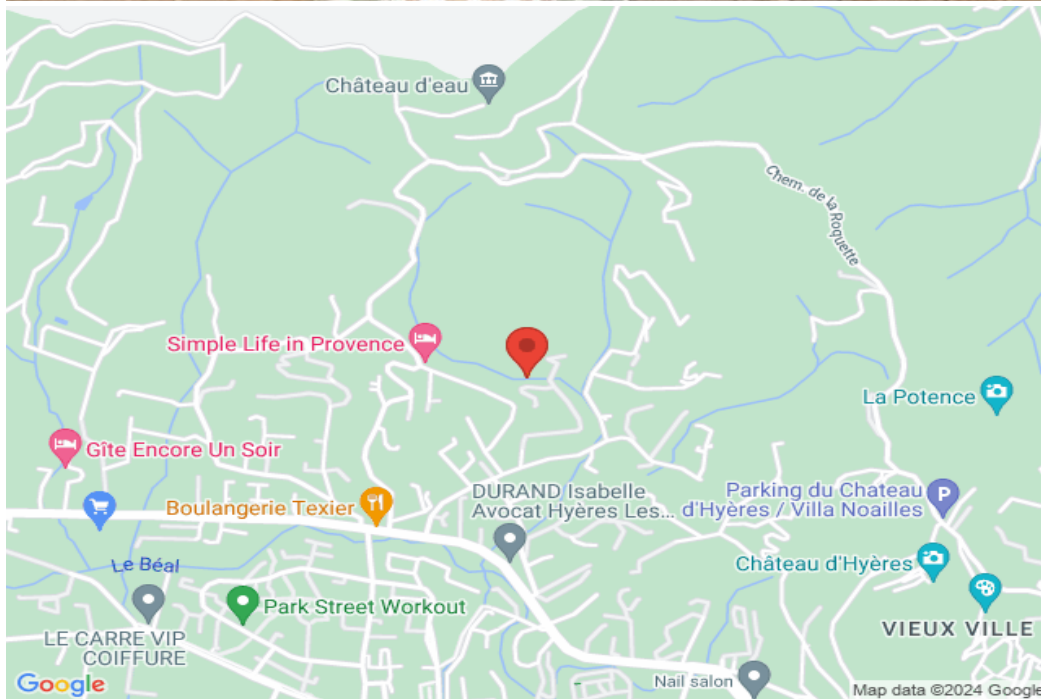 Château d'eau
Chem. de la Roquette
Simple Life in Provence
La Potence
Gîte Encore Un Soir
Boulangerie Texier
DURAND Isabelle
Avocat Hyères Les...
Parking du Chateau
d'Hyères / Villa Noailles
P
Le Béal
Château d'Hyères
Park Street Workout
LE CARRE VIP
COIFFURE
VIEUX VILLE
Nail salon
Google
Map data ©2024 Google